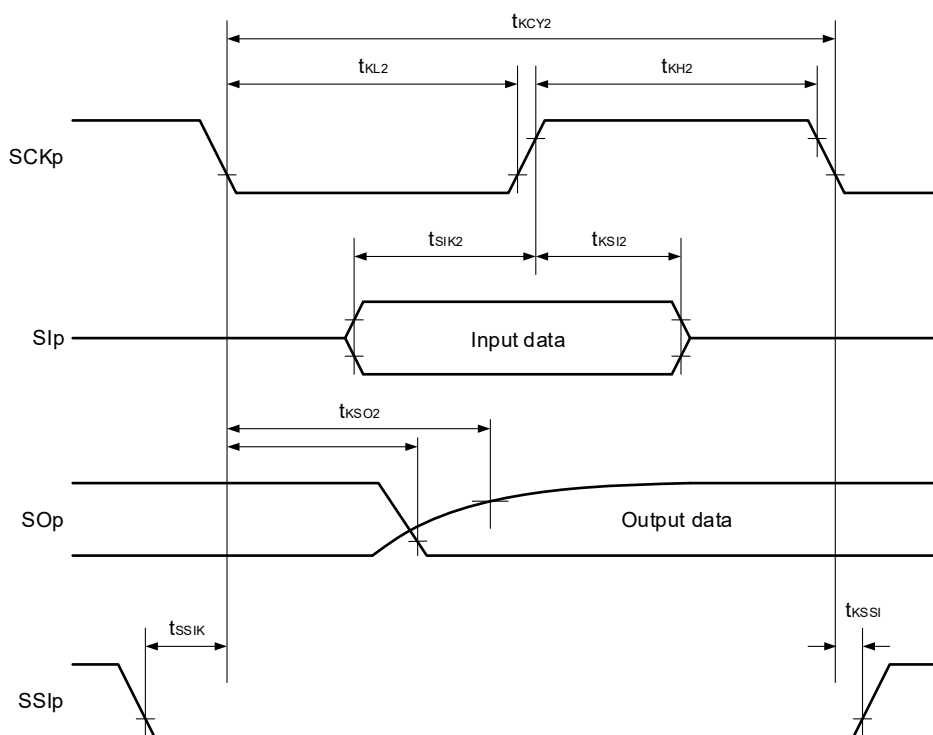 tKCY2
tKL2
tKH2
SCKp
tSIK2
tKSI2
SIp
Input data
tKSO2
SOp
Output data
tSSIK
tKSSI
SSIp